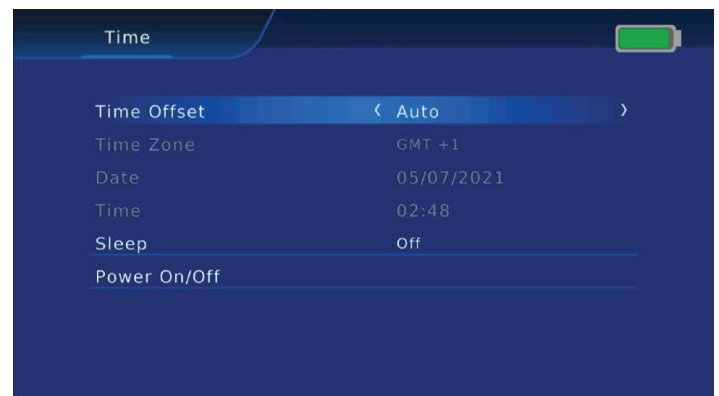 Time
Time Offset ‹ Auto ›
Time Zone GMT +1
Date 05/07/2021
Time 02:48
Sleep Off
Power On/Off